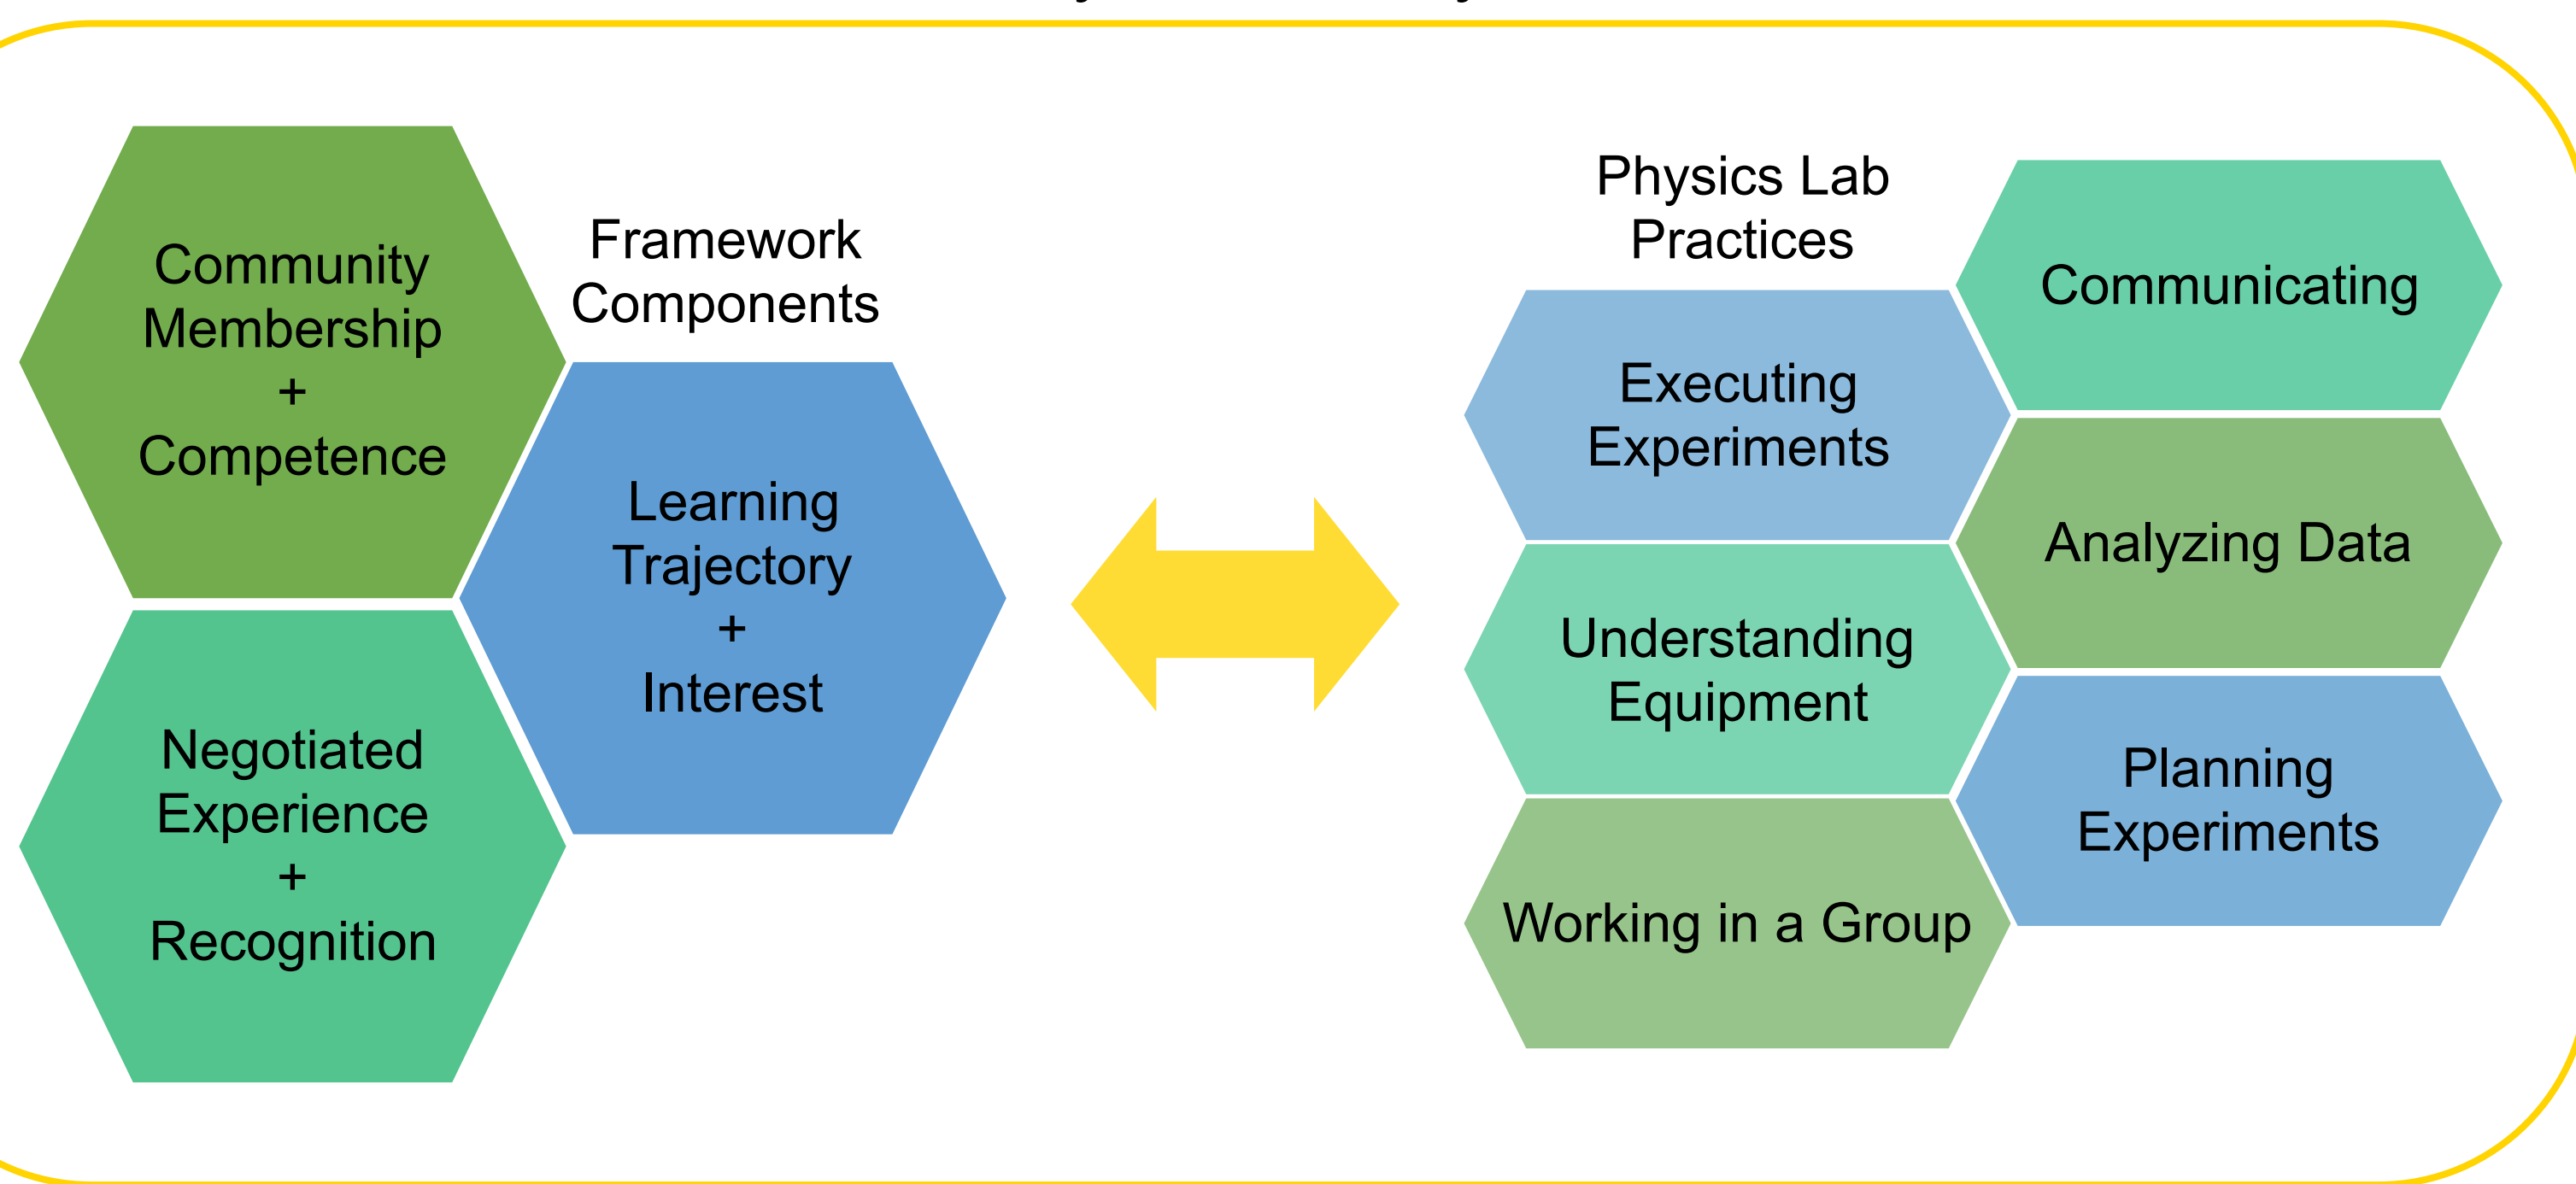 Community
Membership
+
Competence
Framework
Components
Learning
Trajectory
+
Interest
Negotiated
Experience
+
Recognition
Physics Lab
Practices
Communicating
Executing
Experiments
Analyzing Data
Understanding
Equipment
Planning
Experiments
Working in a Group